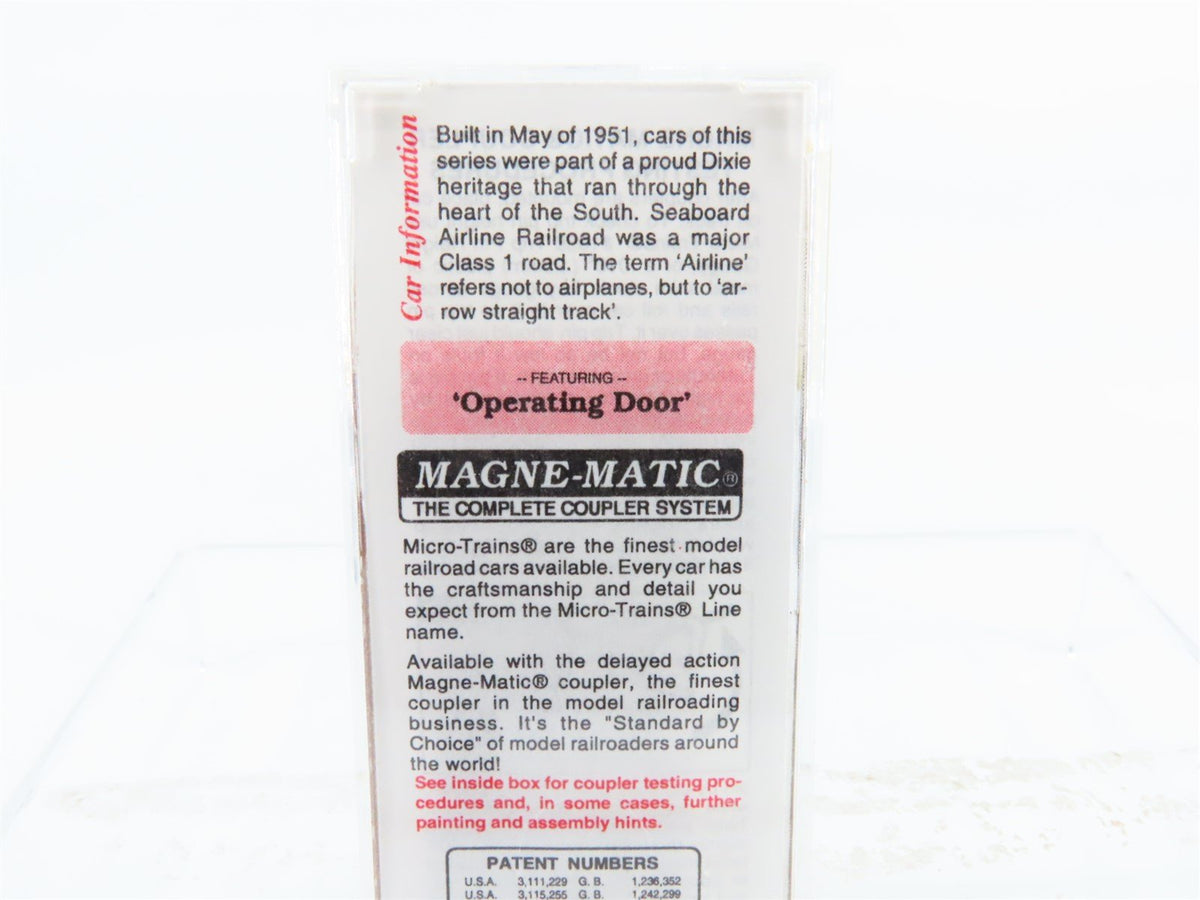 Car Information
Built in May of 1951, cars of this
series were part of a proud Dixie
heritage that ran through the
heart of the South. Seaboard
Airline Railroad was a major
Class 1 road. The term ‘Airline’
refers not to airplanes, but to ‘ar-
row straight track’.
-- FEATURING --
‘Operating Door’
MAGNE-MATIC®
THE COMPLETE COUPLER SYSTEM
Micro-Trains® are the finest model
railroad cars available. Every car has
the craftsmanship and detail you
expect from the Micro-Trains® Line
name.
Available with the delayed action
Magne-Matic® coupler, the finest
coupler in the model railroading
business. It's the "Standard by
Choice" of model railroaders around
the world!
See inside box for coupler testing pro-
cedures and, in some cases, further
painting and assembly hints.
PATENT NUMBERS
U.S.A. 3,111,229 G. B. 1,236,352
U.S.A. 3,115,255 G. B. 1,242,299